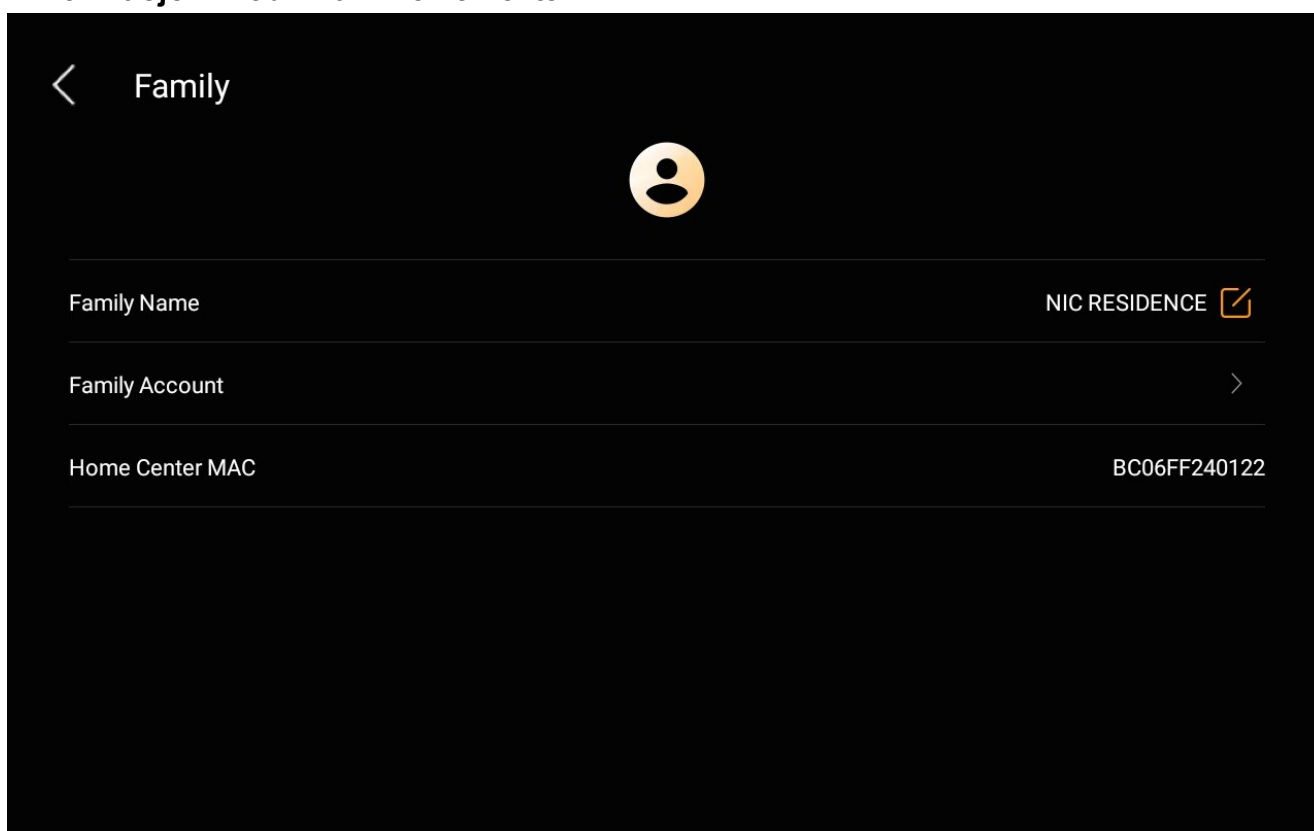 Family
Family Name
NIC RESIDENCE
Family Account
Home Center MAC
BC06FF240122